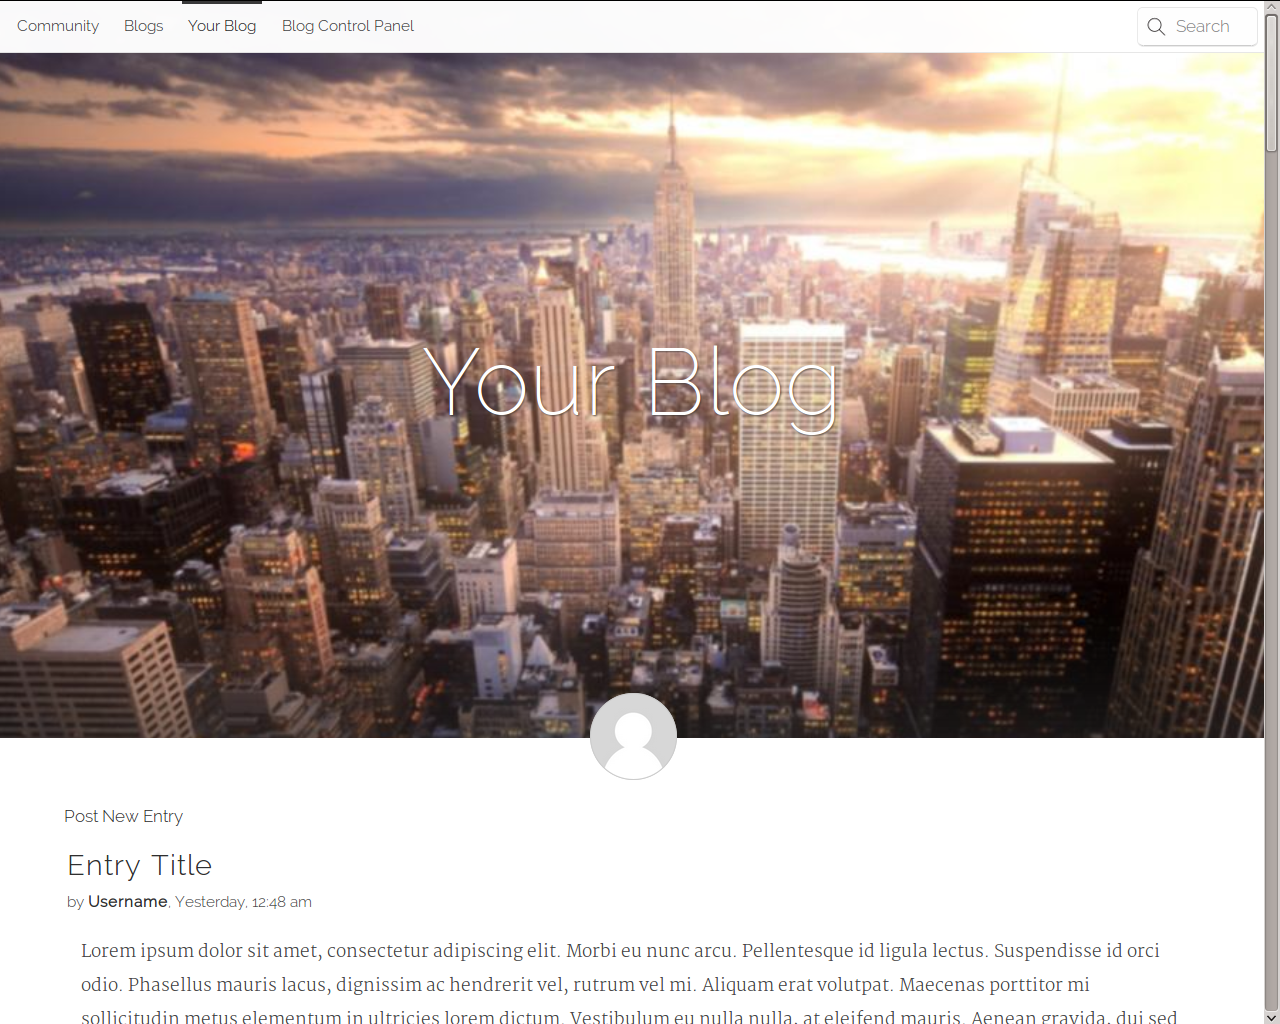 Community Blogs Your Blog Blog Control Panel Search
Your Blog
Post New Entry
Entry Title
by Username, Yesterday, 12:48 am
Lorem ipsum dolor sit amet, consectetur adipiscing elit. Morbi eu nunc arcu. Pellentesque id ligula lectus. Suspendisse id orci
odio. Phasellus mauris lacus, dignissim ac hendrerit vel, rutrum vel mi. Aliquam erat volutpat. Maecenas porttitor mi
sollicitudin metus elementum in ultricies lorem dictum. Vestibulum eu nulla nulla, at eleifend mauris. Aenean gravida, dui sed